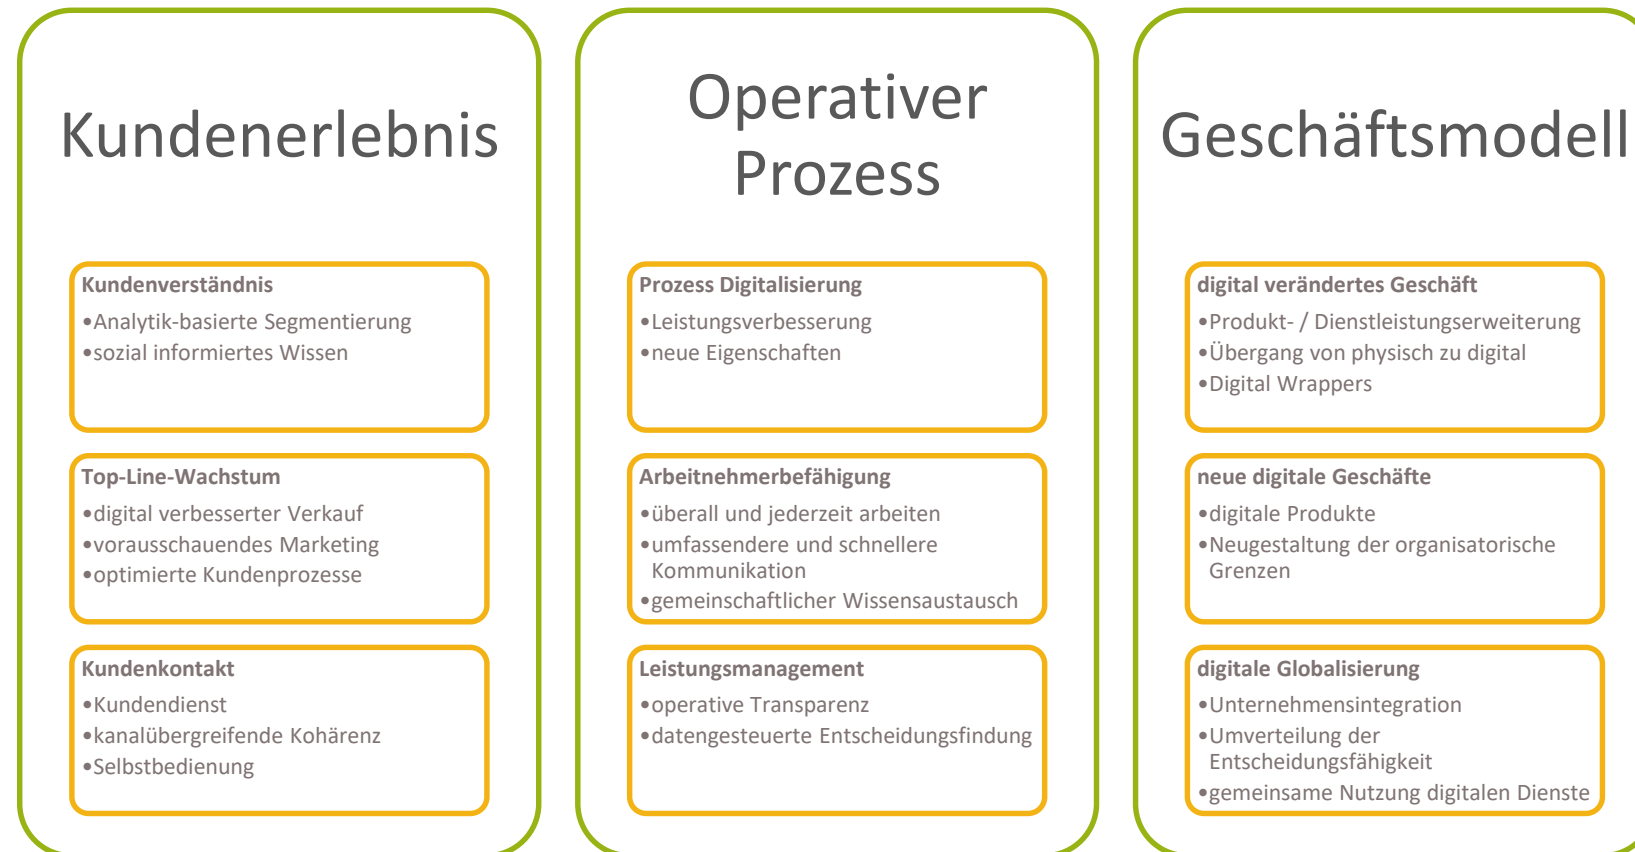 Kundenerlebnis
Kundenverständnis
•Analytik-basierte Segmentierung
•sozial informiertes Wissen
Top-Line-Wachstum
•digital verbesserter Verkauf
•vorausschauendes Marketing
•optimierte Kundenprozesse
Kundenkontakt
•Kundendienst
•kanalübergreifende Kohärenz
•Selbstbedienung
Operativer
Prozess
Prozess Digitalisierung
•Leistungsverbesserung
•neue Eigenschaften
Arbeitnehmerbefähigung
•überall und jederzeit arbeiten
•umfassendere und schnellere
Kommunikation
•gemeinschaftlicher Wissensaustausch
Leistungsmanagement
•operative Transparenz
•datengesteuerte Entscheidungsfindung
Geschäftsmodell
digital verändertes Geschäft
•Produkt- / Dienstleistungserweiterung
•Übergang von physisch zu digital
•Digital Wrappers
neue digitale Geschäfte
•digitale Produkte
•Neugestaltung der organisatorische
Grenzen
digitale Globalisierung
•Unternehmensintegration
•Umverteilung der
Entscheidungsfähigkeit
•gemeinsame Nutzung digitalen Dienste